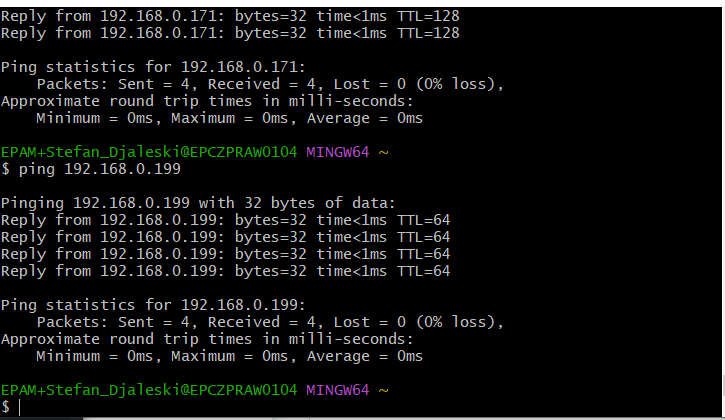 Reply from 192.168.0.171: bytes=32 time<1ms TTL=128
Reply from 192.168.0.171: bytes=32 time<1ms TTL=128
Ping statistics for 192.168.0.171:
    Packets: Sent = 4, Received = 4, Lost = 0 (0% loss),
Approximate round trip times in milli-seconds:
    Minimum = 0ms, Maximum = 0ms, Average = 0ms
EPAM+Stefan_Djaleski@EPCZPRAW0104 MINGW64 ~
$ ping 192.168.0.199
Pinging 192.168.0.199 with 32 bytes of data:
Reply from 192.168.0.199: bytes=32 time<1ms TTL=64
Reply from 192.168.0.199: bytes=32 time<1ms TTL=64
Reply from 192.168.0.199: bytes=32 time<1ms TTL=64
Reply from 192.168.0.199: bytes=32 time<1ms TTL=64
Ping statistics for 192.168.0.199:
    Packets: Sent = 4, Received = 4, Lost = 0 (0% loss),
Approximate round trip times in milli-seconds:
    Minimum = 0ms, Maximum = 0ms, Average = 0ms
EPAM+Stefan_Djaleski@EPCZPRAW0104 MINGW64 ~
$